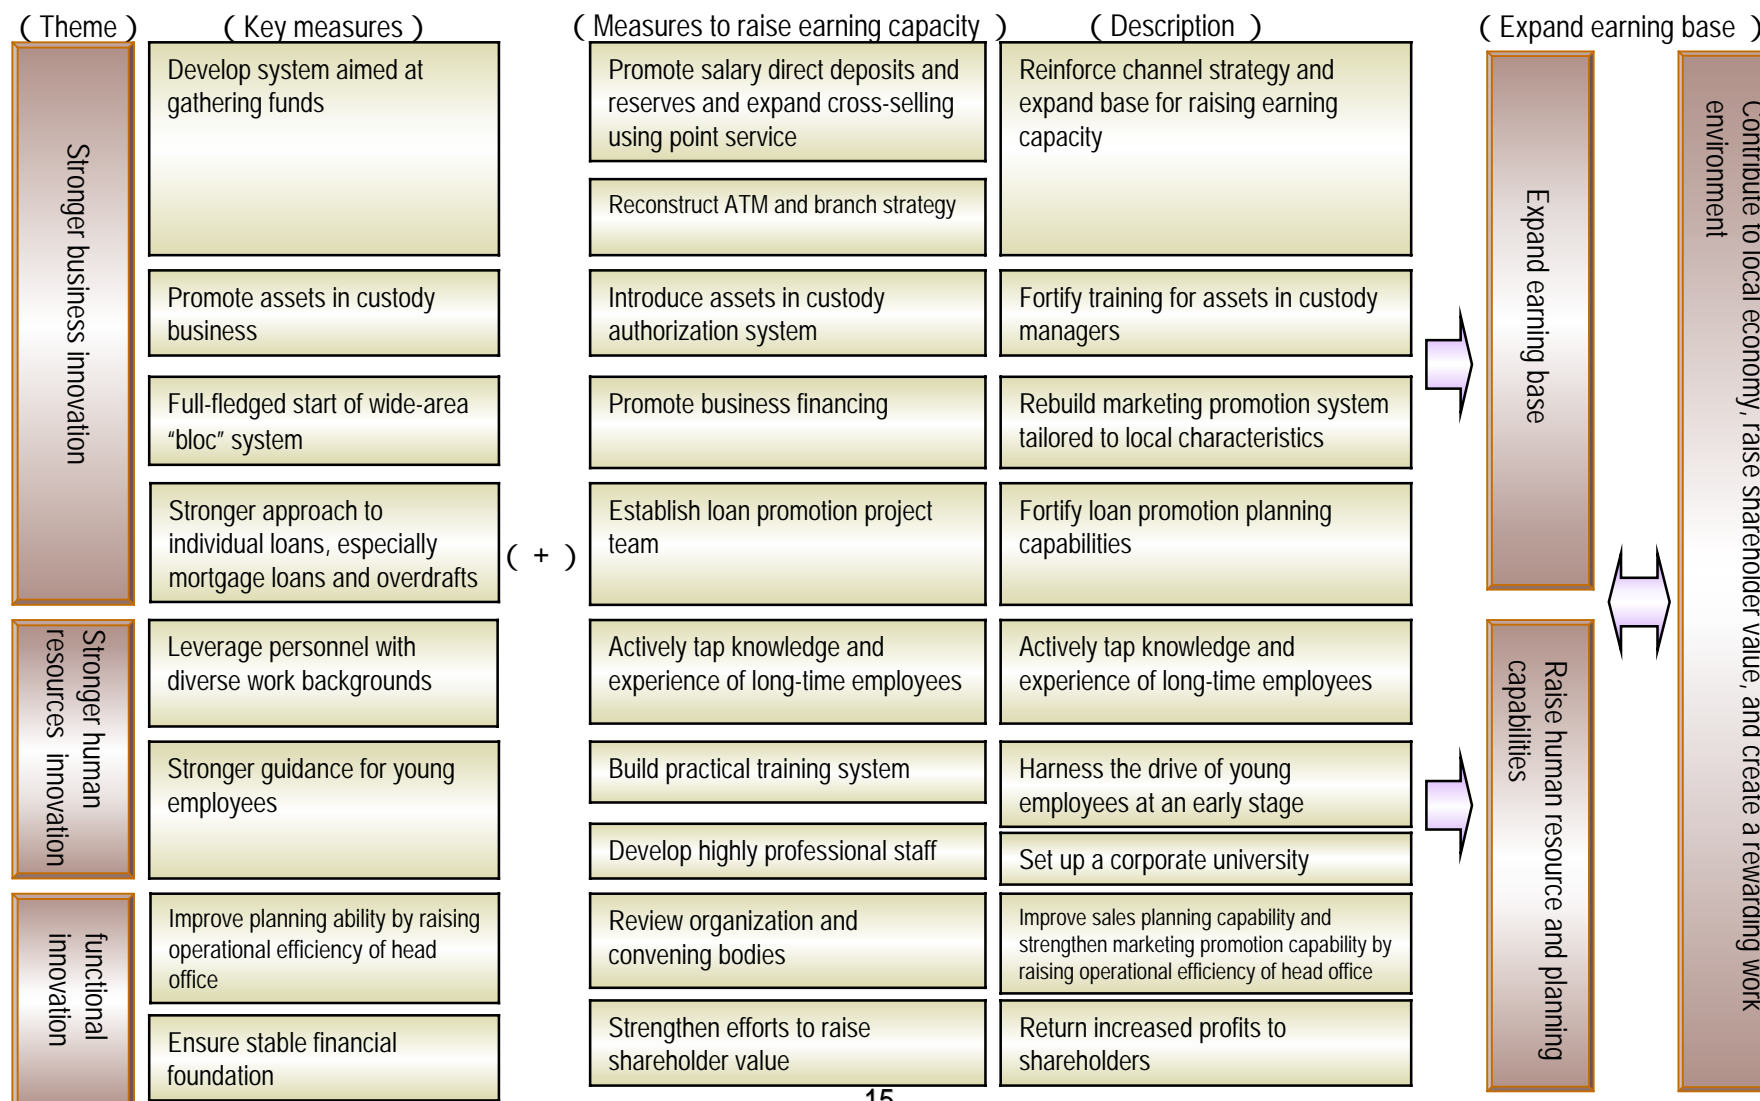 ( Theme )
( Key measures )
( Measures to raise earning capacity )
( Description )
( Expand earning base )
Stronger business innovation
Develop system aimed at
gathering funds
Promote salary direct deposits and
reserves and expand cross-selling
using point service
Reinforce channel strategy and
expand base for raising earning
capacity
Reconstruct ATM and branch strategy
Promote assets in custody
business
Introduce assets in custody
authorization system
Fortify training for assets in custody
managers
Full-fledged start of wide-area
“bloc” system
Promote business financing
Rebuild marketing promotion system
tailored to local characteristics
Stronger approach to
individual loans, especially
mortgage loans and overdrafts
( + )
Establish loan promotion project
team
Fortify loan promotion planning
capabilities
Stronger human
resources innovation
Leverage personnel with
diverse work backgrounds
Actively tap knowledge and
experience of long-time employees
Actively tap knowledge and
experience of long-time employees
Stronger guidance for young
employees
Build practical training system
Harness the drive of young
employees at an early stage
Develop highly professional staff
Set up a corporate university
functional
innovation
Improve planning ability by raising
operational efficiency of head
office
Review organization and
convening bodies
Improve sales planning capability and
strengthen marketing promotion capability by
raising operational efficiency of head office
Ensure stable financial
foundation
Strengthen efforts to raise
shareholder value
Return increased profits to
shareholders
Expand earning base
Raise human resource and planning
capabilities
Contribute to local economy, raise shareholder value, and create a rewarding work
environment
15